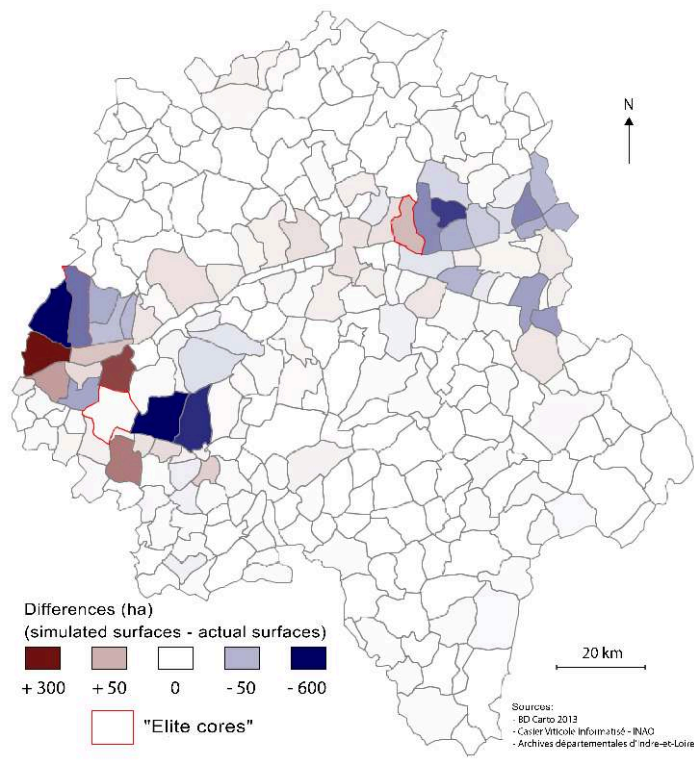 N
Differences (ha)
(simulated surfaces - actual surfaces)
+ 300 + 50 0 - 50 - 600
"Elite cores"
20 km
Sources:
- BD Carto 2013
- Casier Viticole Informatisé - INAO
- Archives départementales d'Indre-et-Loire